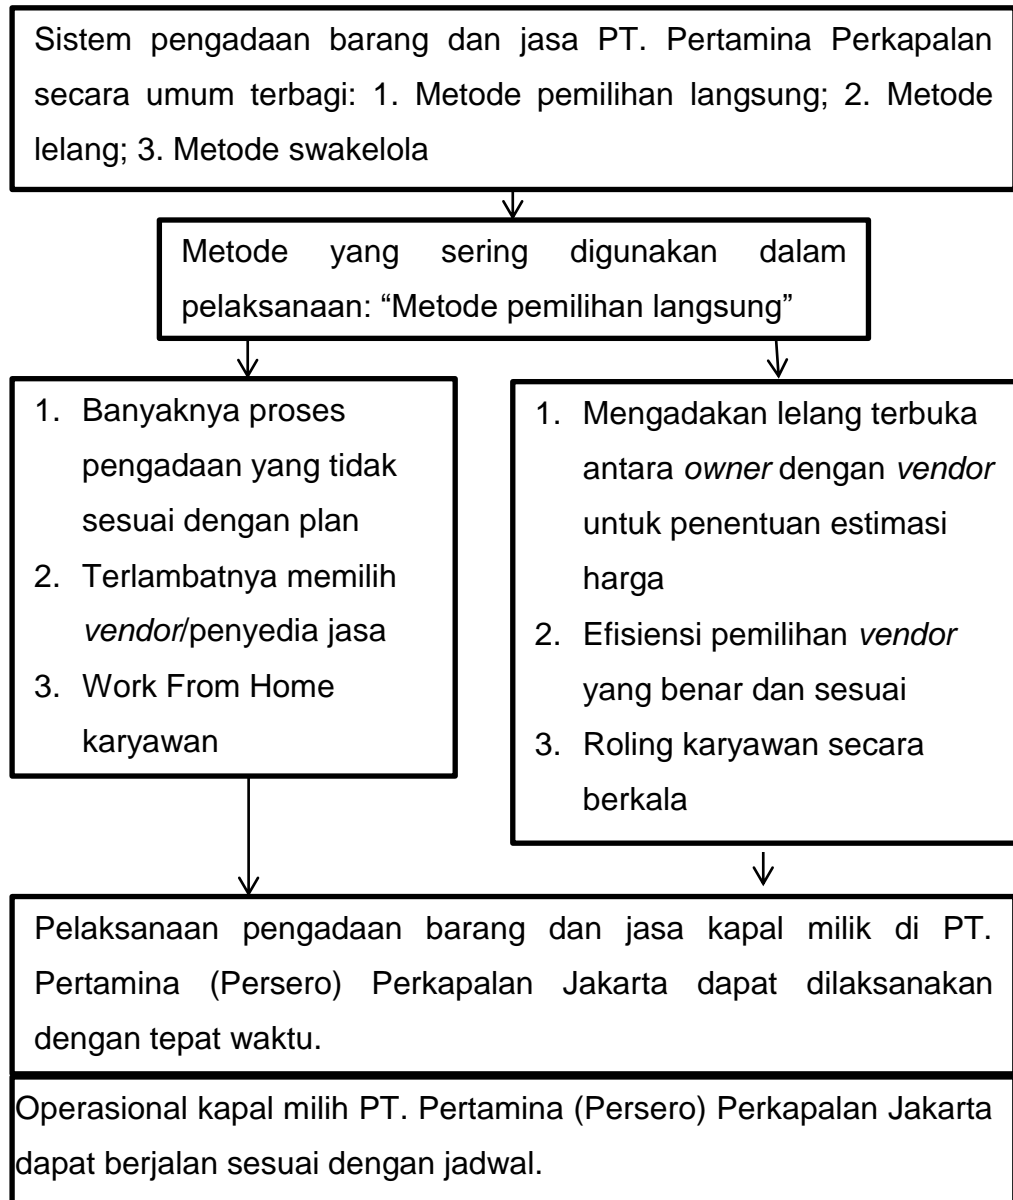 Sistem pengadaan barang dan jasa PT. Pertamina Perkapalan
secara umum terbagi: 1. Metode pemilihan langsung; 2. Metode
lelang; 3. Metode swakelola
Metode yang sering digunakan dalam
pelaksanaan: “Metode pemilihan langsung”
1. Banyaknya proses
pengadaan yang tidak
sesuai dengan plan
2. Terlambatnya memilih
vendor/penyedia jasa
3. Work From Home
karyawan
1. Mengadakan lelang terbuka
antara owner dengan vendor
untuk penentuan estimasi
harga
2. Efisiensi pemilihan vendor
yang benar dan sesuai
3. Roling karyawan secara
berkala
Pelaksanaan pengadaan barang dan jasa kapal milik di PT.
Pertamina (Persero) Perkapalan Jakarta dapat dilaksanakan
dengan tepat waktu.
Operasional kapal milih PT. Pertamina (Persero) Perkapalan Jakarta
dapat berjalan sesuai dengan jadwal.